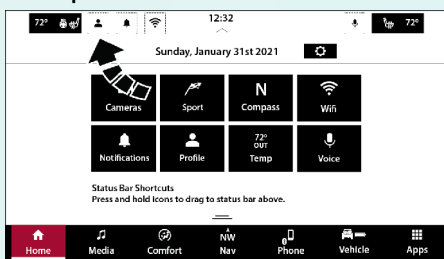 72° 12:32 72°
Sunday, January 31st 2021
Cameras Sport N Compass Wifi
Notifications Profile 72° OUT Temp Voice
Status Bar Shortcuts
Press and hold icons to drag to status bar above.
Home Media Comfort NW Nav 0 Phone Vehicle Apps